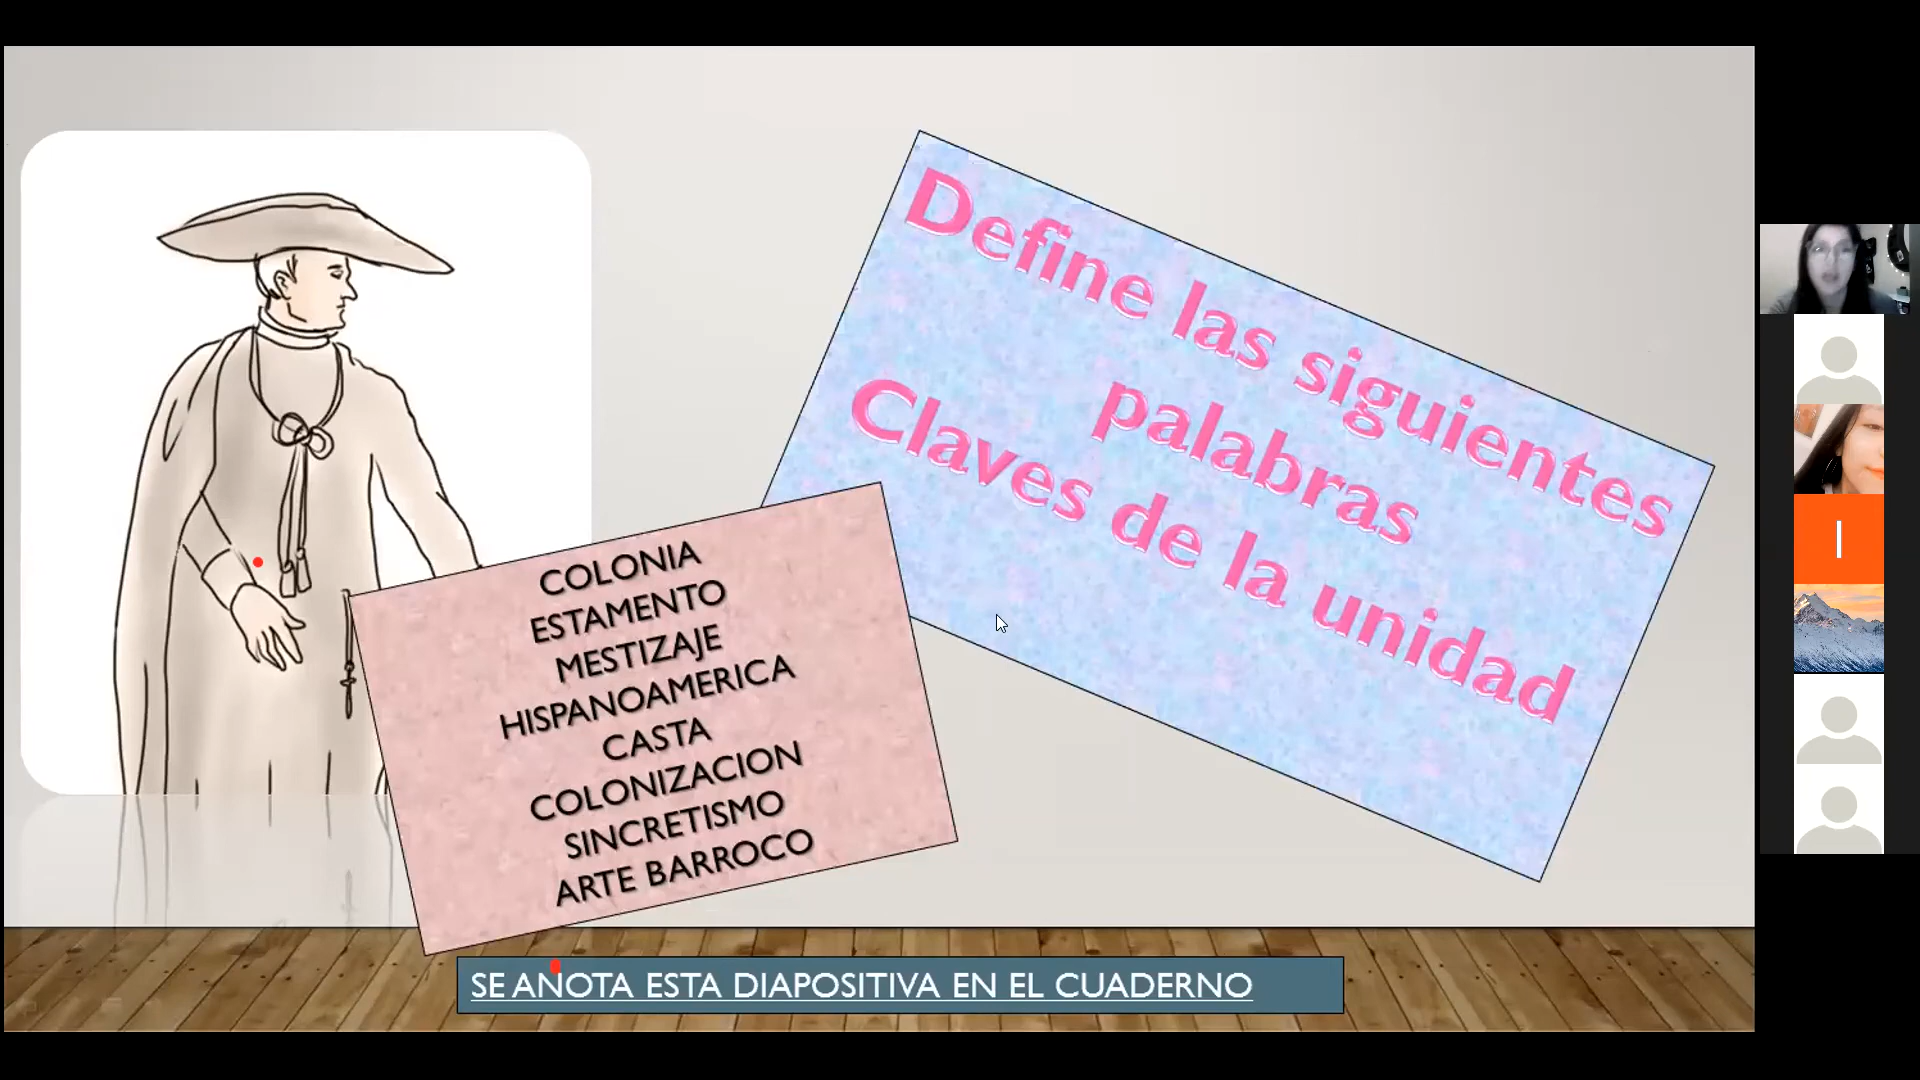 Define las siguientes
palabras
Claves de la unidad
COLONIA
ESTAMENTO
MESTIZAJE
HISPANOAMERICA
CASTA
COLONIZACION
SINCRETISMO
ARTE BARROCO
SE ANOTA ESTA DIAPOSITIVA EN EL CUADERNO
I